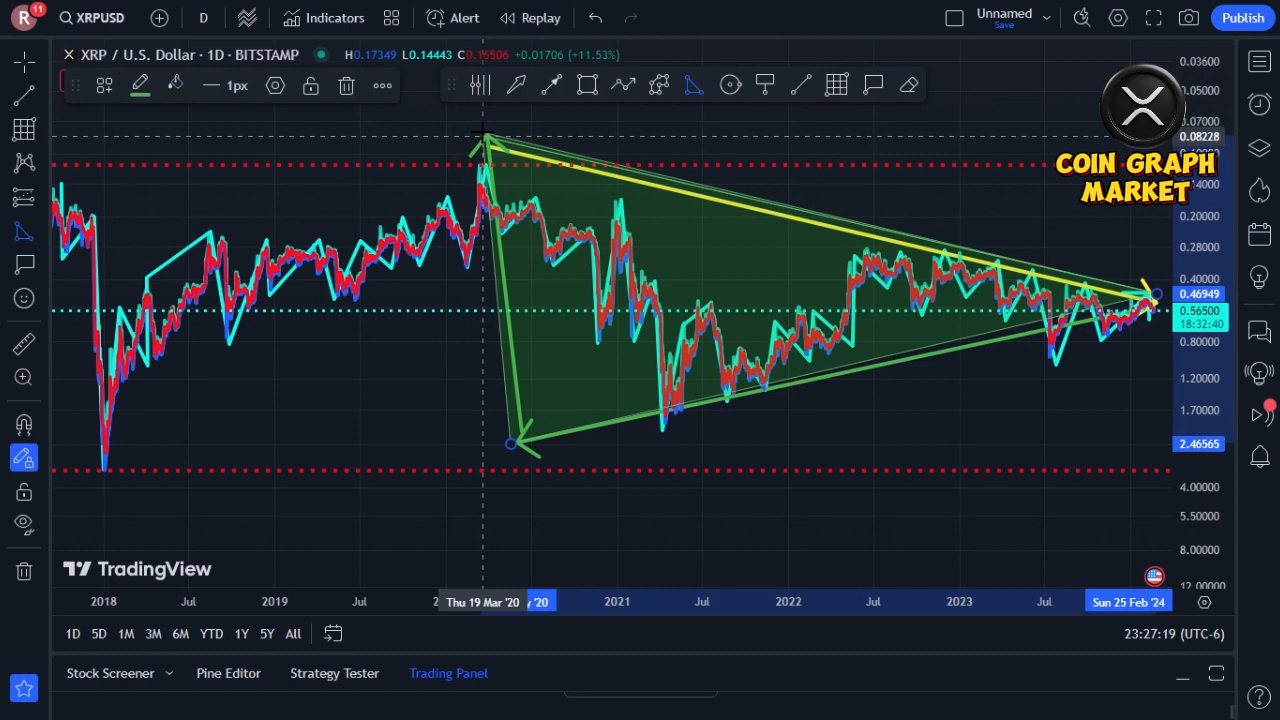 R 11 XRPUSD D Indicators Alert Replay Unnamed Save Publish
XRP / U.S. Dollar · 1D · BITSTAMP H0.17349 L0.14443 C0.16506 +0.01706 (+11.53%)
1px
0.03600
0.05000
0.07000
0.08228
COIN GRAPH
MARKET
0.14000
0.20000
0.28000
0.40000
0.46949
0.56500
18:32:40
0.80000
1.20000
1.70000
2.46565
4.00000
5.50000
8.00000
12.00000
TradingView
2018 Jul 2019 Jul Thu 19 Mar '20 '20 2021 Jul 2022 Jul 2023 Jul Sun 25 Feb '24
1D 5D 1M 3M 6M YTD 1Y 5Y All 23:27:19 (UTC-6)
Stock Screener Pine Editor Strategy Tester Trading Panel